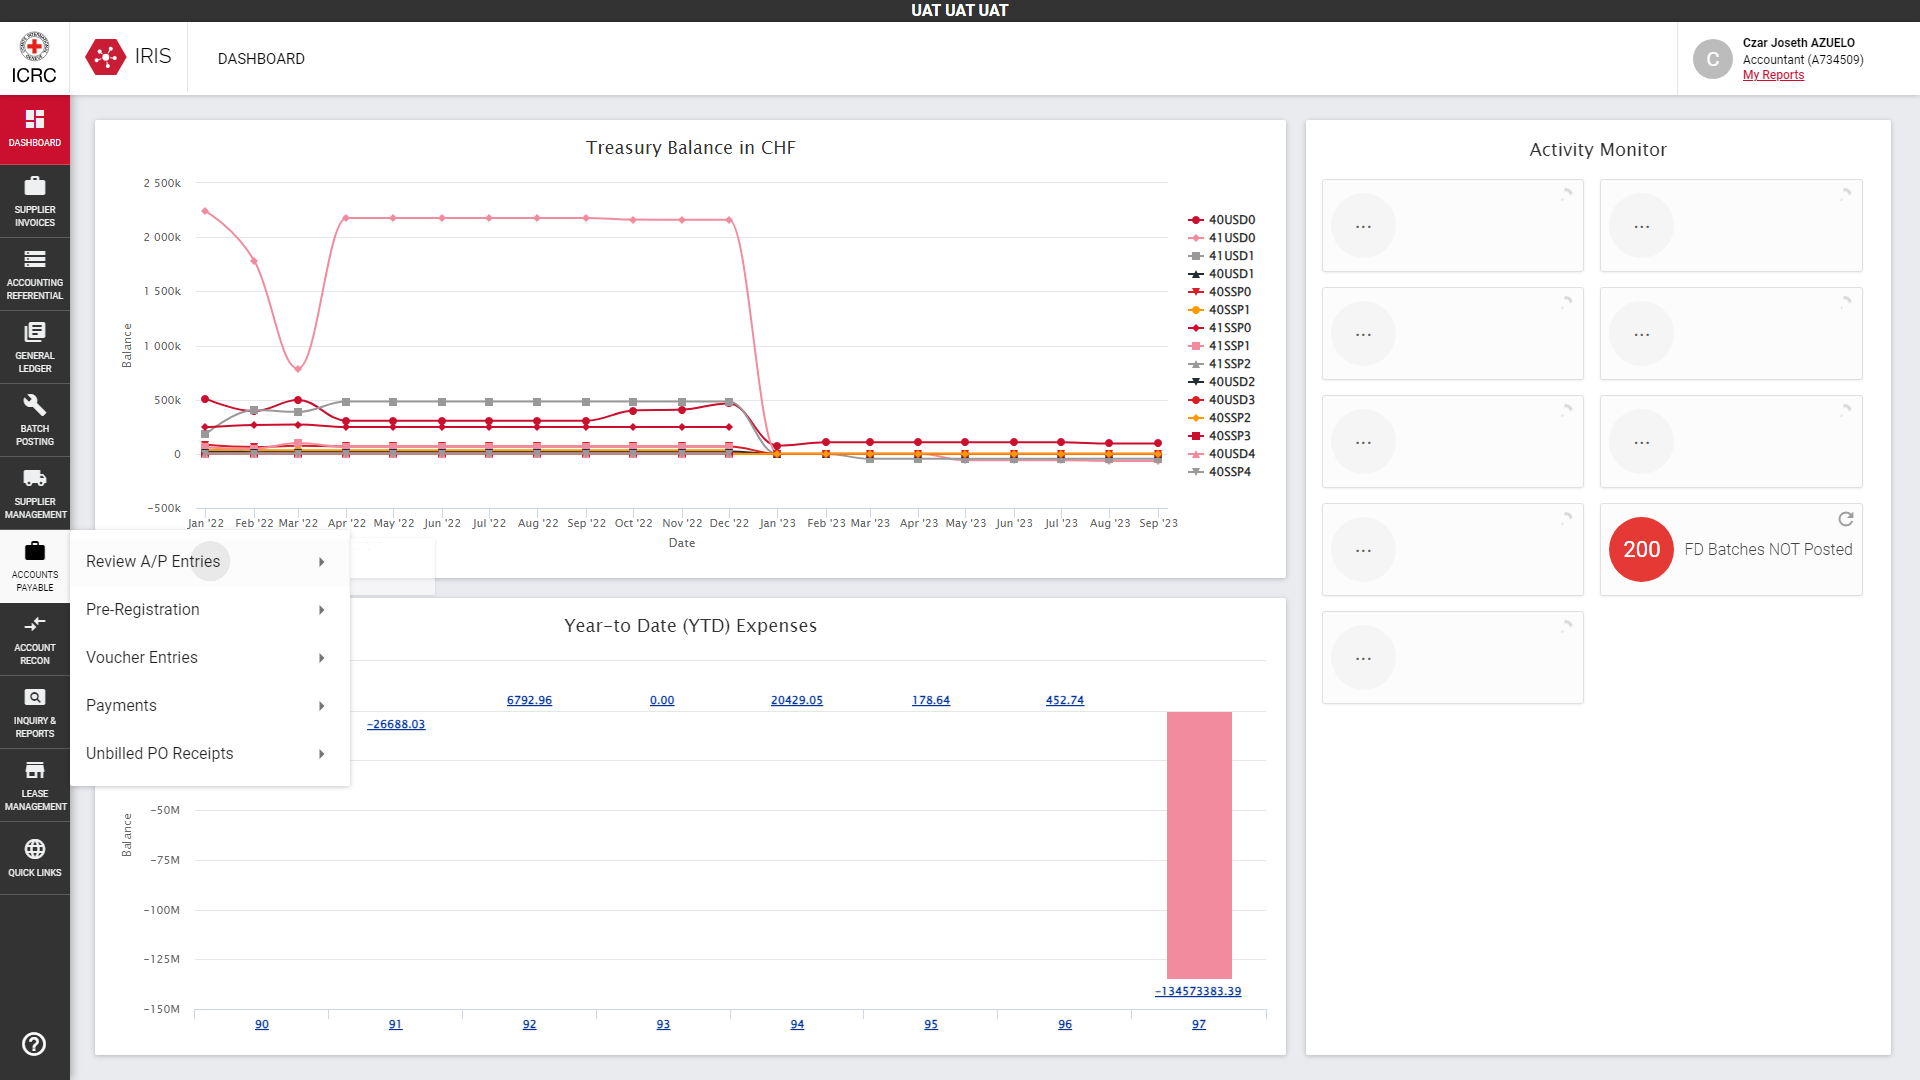 UAT UAT UAT
ICRC
IRIS
DASHBOARD
C
Czar Joseth AZUELO
Accountant (A734509)
My Reports
DASHBOARD
SUPPLIER
INVOICES
ACCOUNTING
REFERENTIAL
GENERAL
LEDGER
BATCH
POSTING
SUPPLIER
MANAGEMENT
ACCOUNTS
PAYABLE
ACCOUNT
RECON
INQUIRY &
REPORTS
LEASE
MANAGEMENT
QUICK LINKS
Review A/P Entries
Pre-Registration
Voucher Entries
Payments
Unbilled PO Receipts
Treasury Balance in CHF
Balance
2 500k
2 000k
1 500k
1 000k
500k
0
−500k
Jan '22 Feb '22 Mar '22 Apr '22 May '22 Jun '22 Jul '22 Aug '22 Sep '22 Oct '22 Nov '22 Dec '22 Jan '23 Feb '23 Mar '23 Apr '23 May '23 Jun '23 Jul '23 Aug '23 Sep '23
Date
40USD0
41USD0
41USD1
40USD1
40SSP0
40SSP1
41SSP0
41SSP1
41SSP2
40USD2
40USD3
40SSP2
40SSP3
40USD4
40SSP4
Year-to Date (YTD) Expenses
6792.96 0.00 20429.05 178.64 452.74
−26688.03
Balance
−50M
−75M
−100M
−125M
−150M
−134573383.39
90 91 92 93 94 95 96 97
Activity Monitor
... ...
... ...
... ...
...
200 FD Batches NOT Posted
...